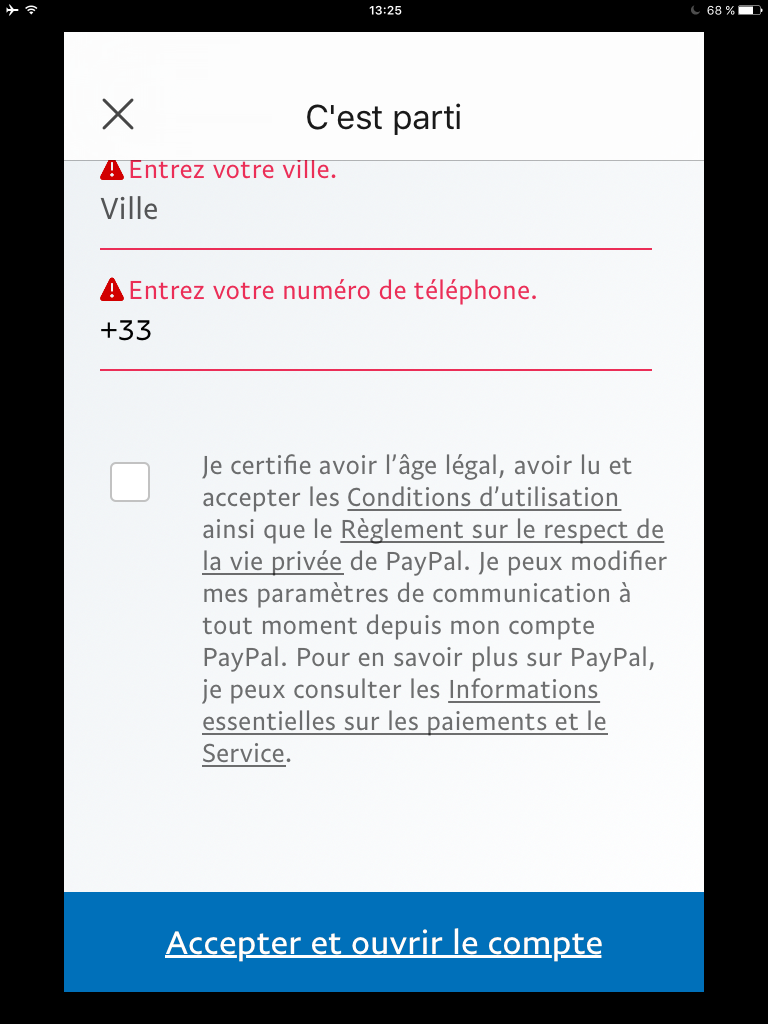 13:25
68 %
C'est parti
Entrez votre ville.
Ville
Entrez votre numéro de téléphone.
+33
Je certifie avoir l'âge légal, avoir lu et
accepter les Conditions d'utilisation
ainsi que le Règlement sur le respect de
la vie privée de PayPal. Je peux modifier
mes paramètres de communication à
tout moment depuis mon compte
PayPal. Pour en savoir plus sur PayPal,
je peux consulter les Informations
essentielles sur les paiements et le
Service.
Accepter et ouvrir le compte